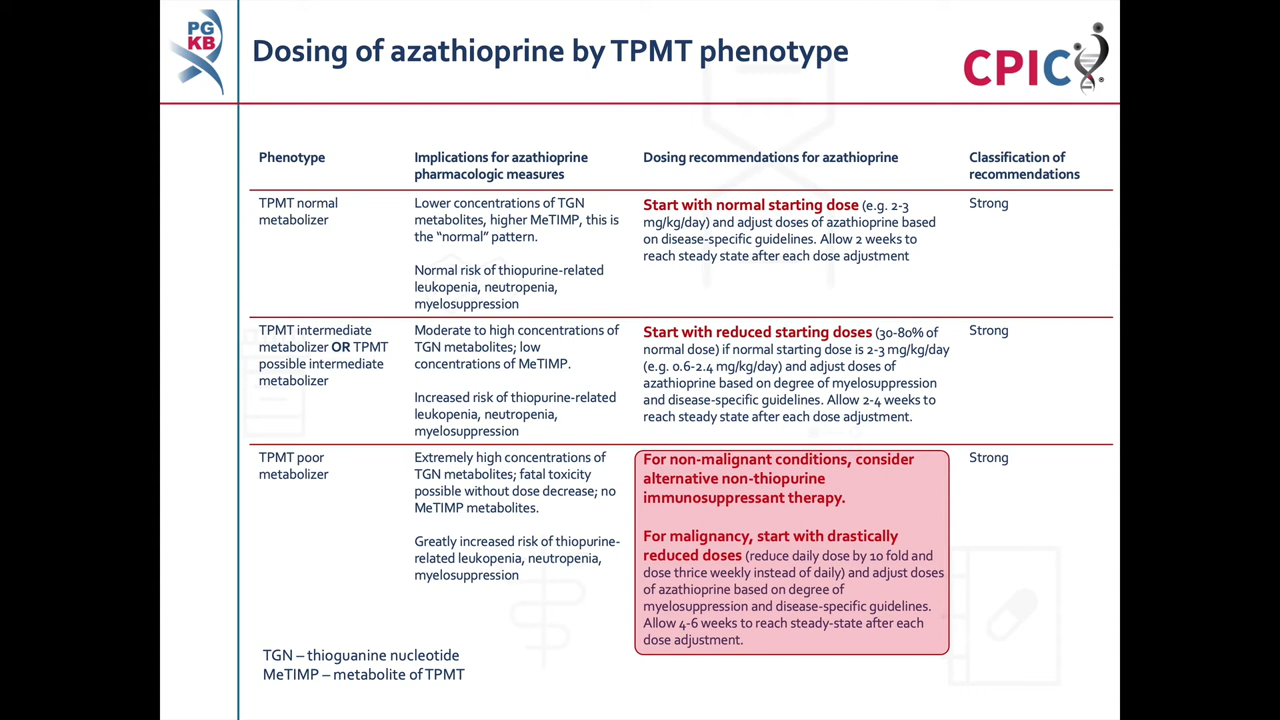 PG
KB
Dosing of azathioprine by TPMT phenotype
CPIC
Phenotype
Implications for azathioprine
pharmacologic measures
Dosing recommendations for azathioprine
Classification of
recommendations
TPMT normal
metabolizer
Lower concentrations of TGN
metabolites, higher MeTIMP, this is
the “normal” pattern.
Normal risk of thiopurine-related
leukopenia, neutropenia,
myelosuppression
Start with normal starting dose (e.g. 2-3
mg/kg/day) and adjust doses of azathioprine based
on disease-specific guidelines. Allow 2 weeks to
reach steady state after each dose adjustment
Strong
TPMT intermediate
metabolizer OR TPMT
possible intermediate
metabolizer
Moderate to high concentrations of
TGN metabolites; low
concentrations of MeTIMP.
Increased risk of thiopurine-related
leukopenia, neutropenia,
myelosuppression
Start with reduced starting doses (30-80% of
normal dose) if normal starting dose is 2-3 mg/kg/day
(e.g. 0.6-2.4 mg/kg/day) and adjust doses of
azathioprine based on degree of myelosuppression
and disease-specific guidelines. Allow 2-4 weeks to
reach steady state after each dose adjustment.
Strong
TPMT poor
metabolizer
Extremely high concentrations of
TGN metabolites; fatal toxicity
possible without dose decrease; no
MeTIMP metabolites.
Greatly increased risk of thiopurine-
related leukopenia, neutropenia,
myelosuppression
For non-malignant conditions, consider
alternative non-thiopurine
immunosuppressant therapy.
For malignancy, start with drastically
reduced doses (reduce daily dose by 10 fold and
dose thrice weekly instead of daily) and adjust doses
of azathioprine based on degree of
myelosuppression and disease-specific guidelines.
Allow 4-6 weeks to reach steady-state after each
dose adjustment.
Strong
TGN – thioguanine nucleotide
MeTIMP – metabolite of TPMT